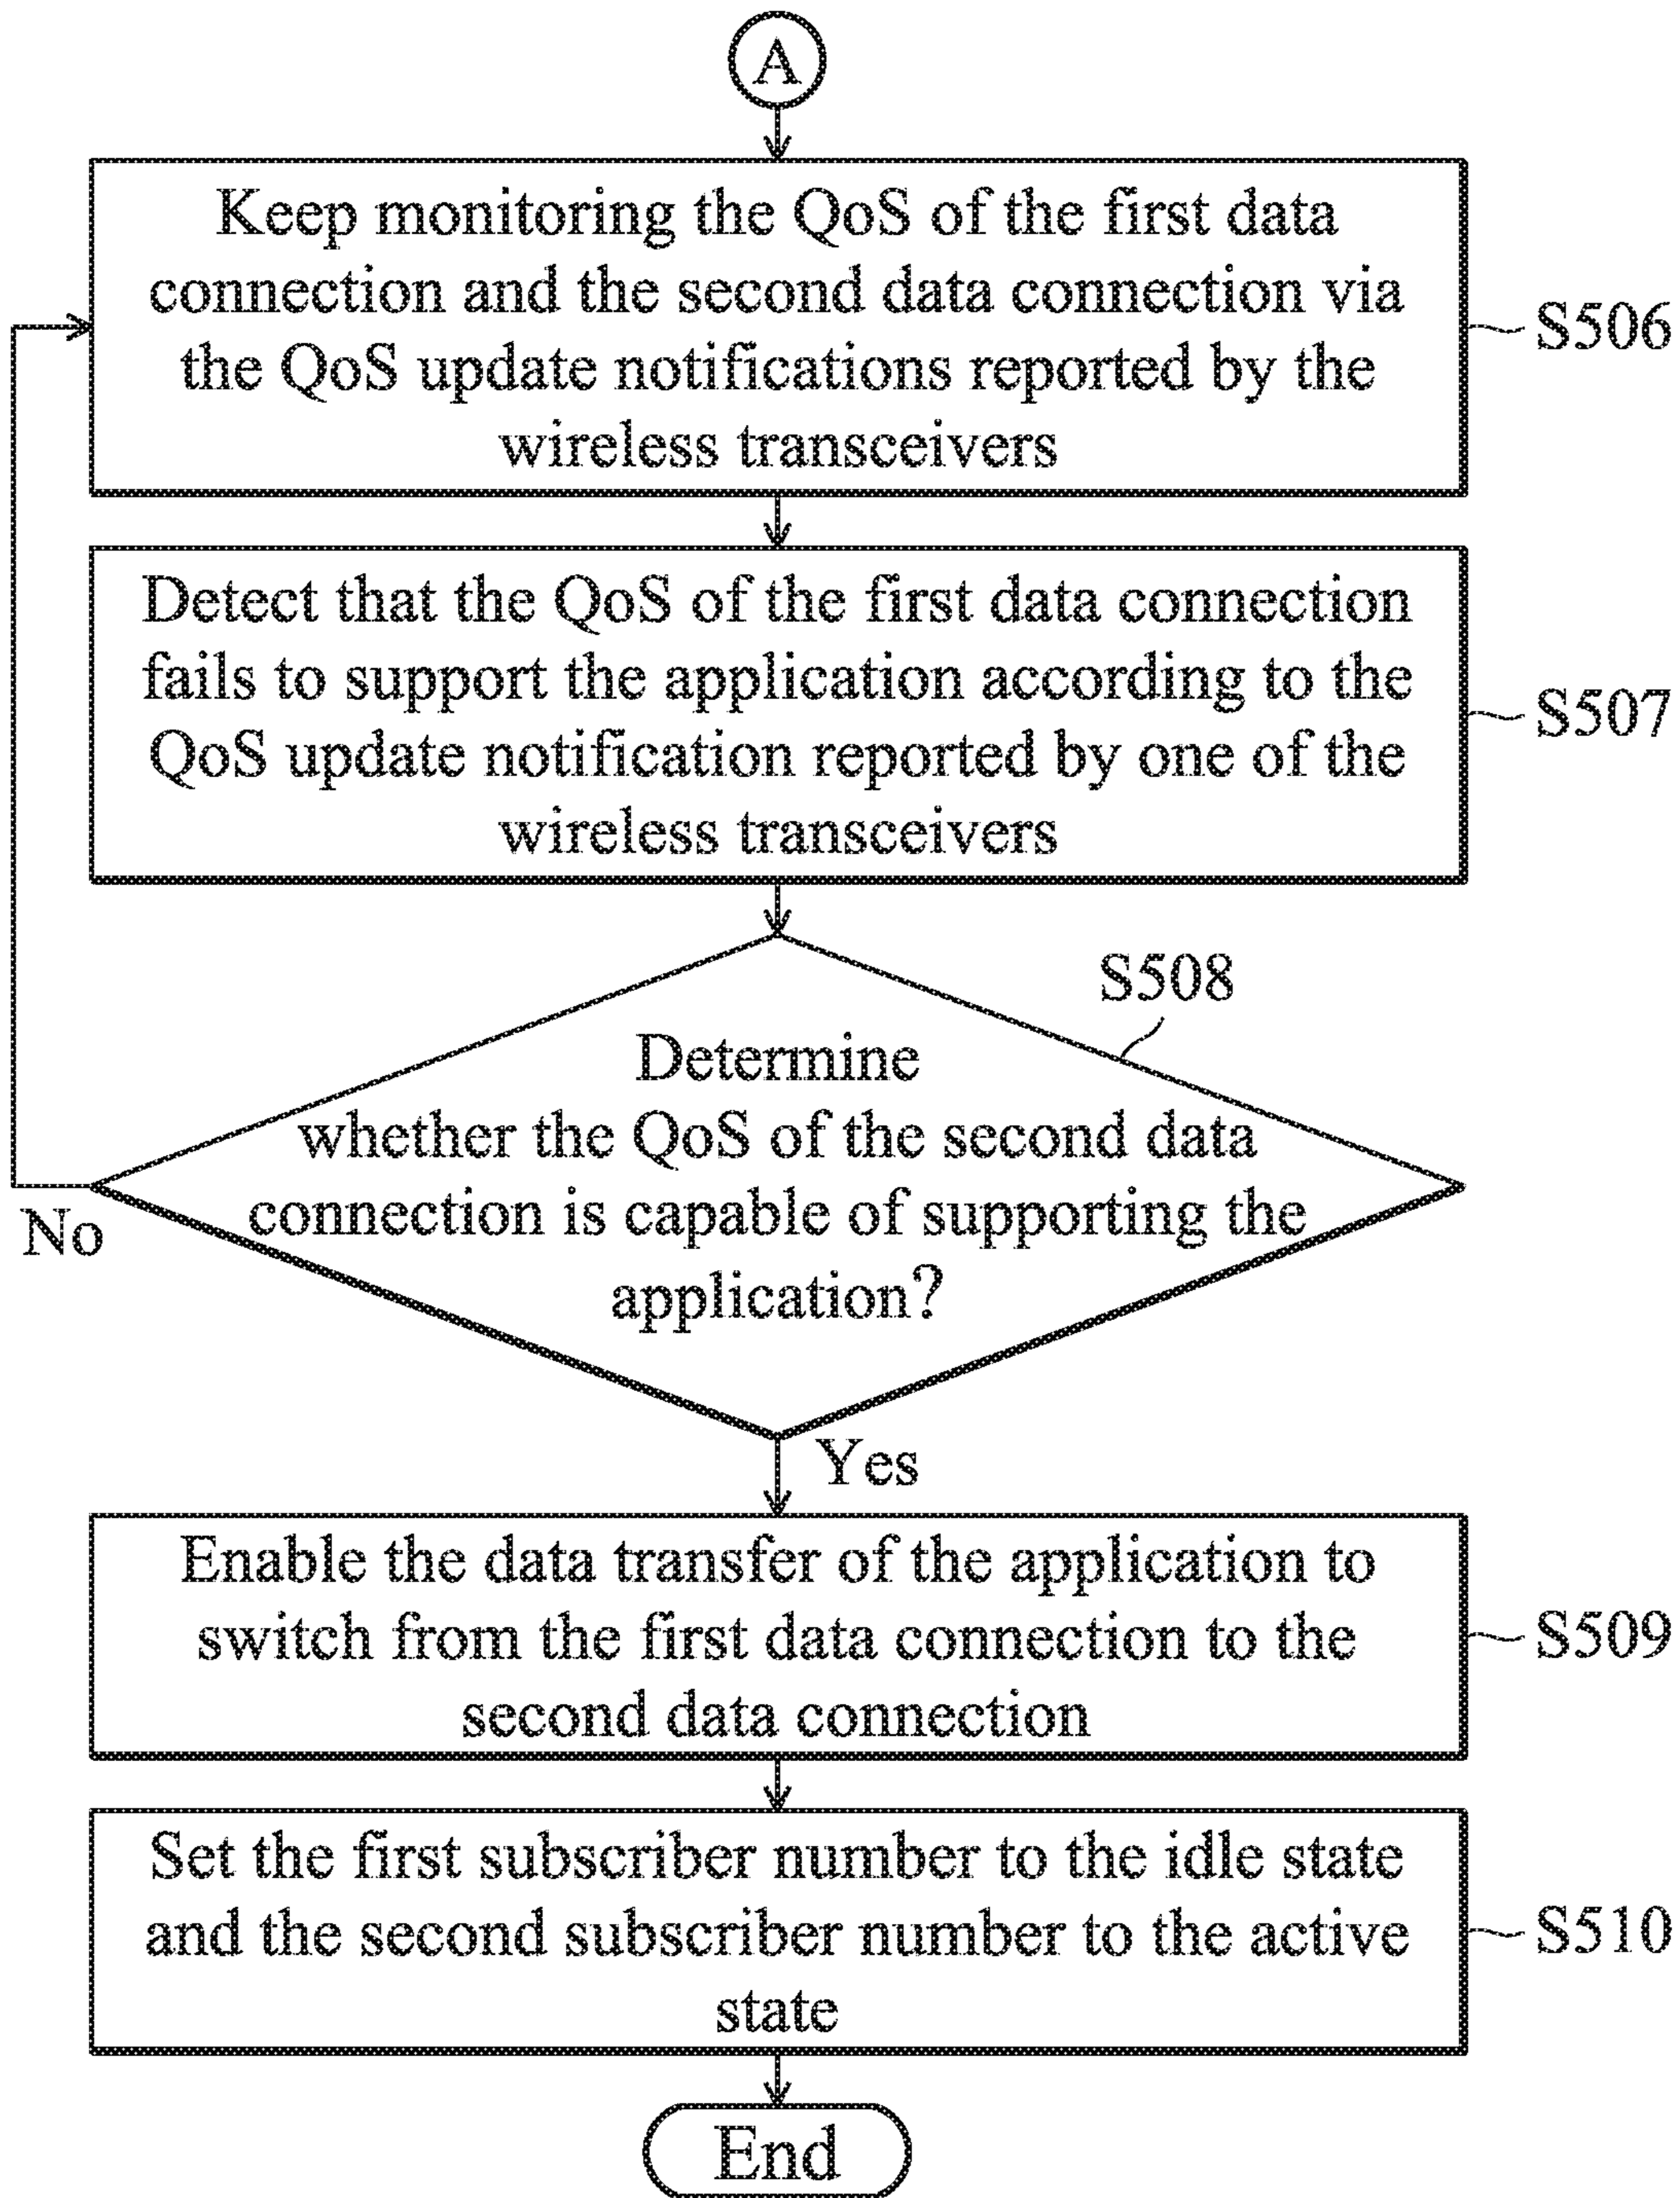 A
Keep monitoring the QoS of the first data
connection and the second data connection via
the QoS update notifications reported by the
wireless transceivers
S506
Detect that the QoS of the first data connection
fails to support the application according to the
QoS update notification reported by one of the
wireless transceivers
S507
S508
Determine
whether the QoS of the second data
connection is capable of supporting the
application?
No
Yes
Enable the data transfer of the application to
switch from the first data connection to the
second data connection
S509
Set the first subscriber number to the idle state
and the second subscriber number to the active
state
S510
End